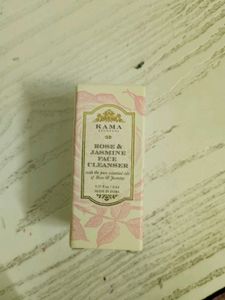 KAMA
AYURVEDA
ROSE &
JASMINE
FACE
CLEANSER
with the pure essential oils
of Rose & Jasmine
MADE IN INDIA